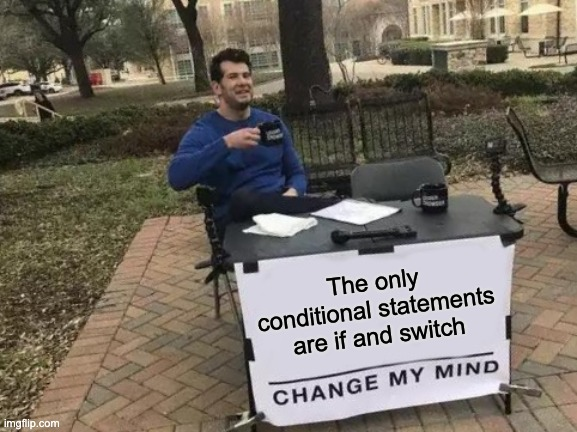 The only
conditional statements
are if and switch
CHANGE MY MIND
imgflip.com